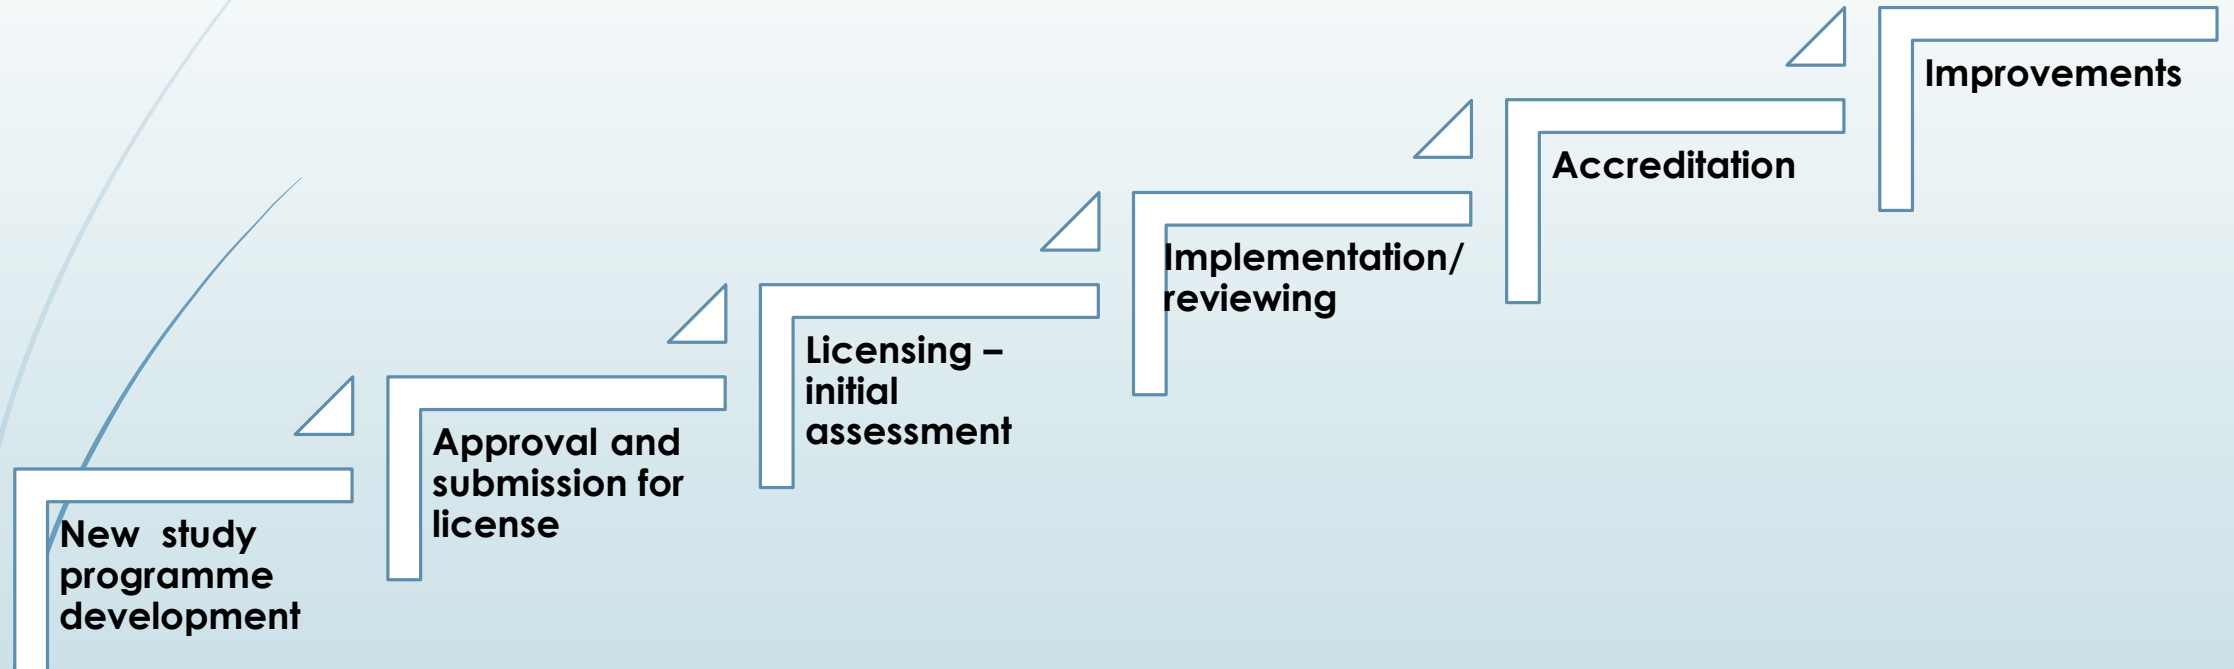 New  study
programme
development
Approval and
submission for
license
Licensing –
initial
assessment
Implementation/
reviewing
Accreditation
Improvements